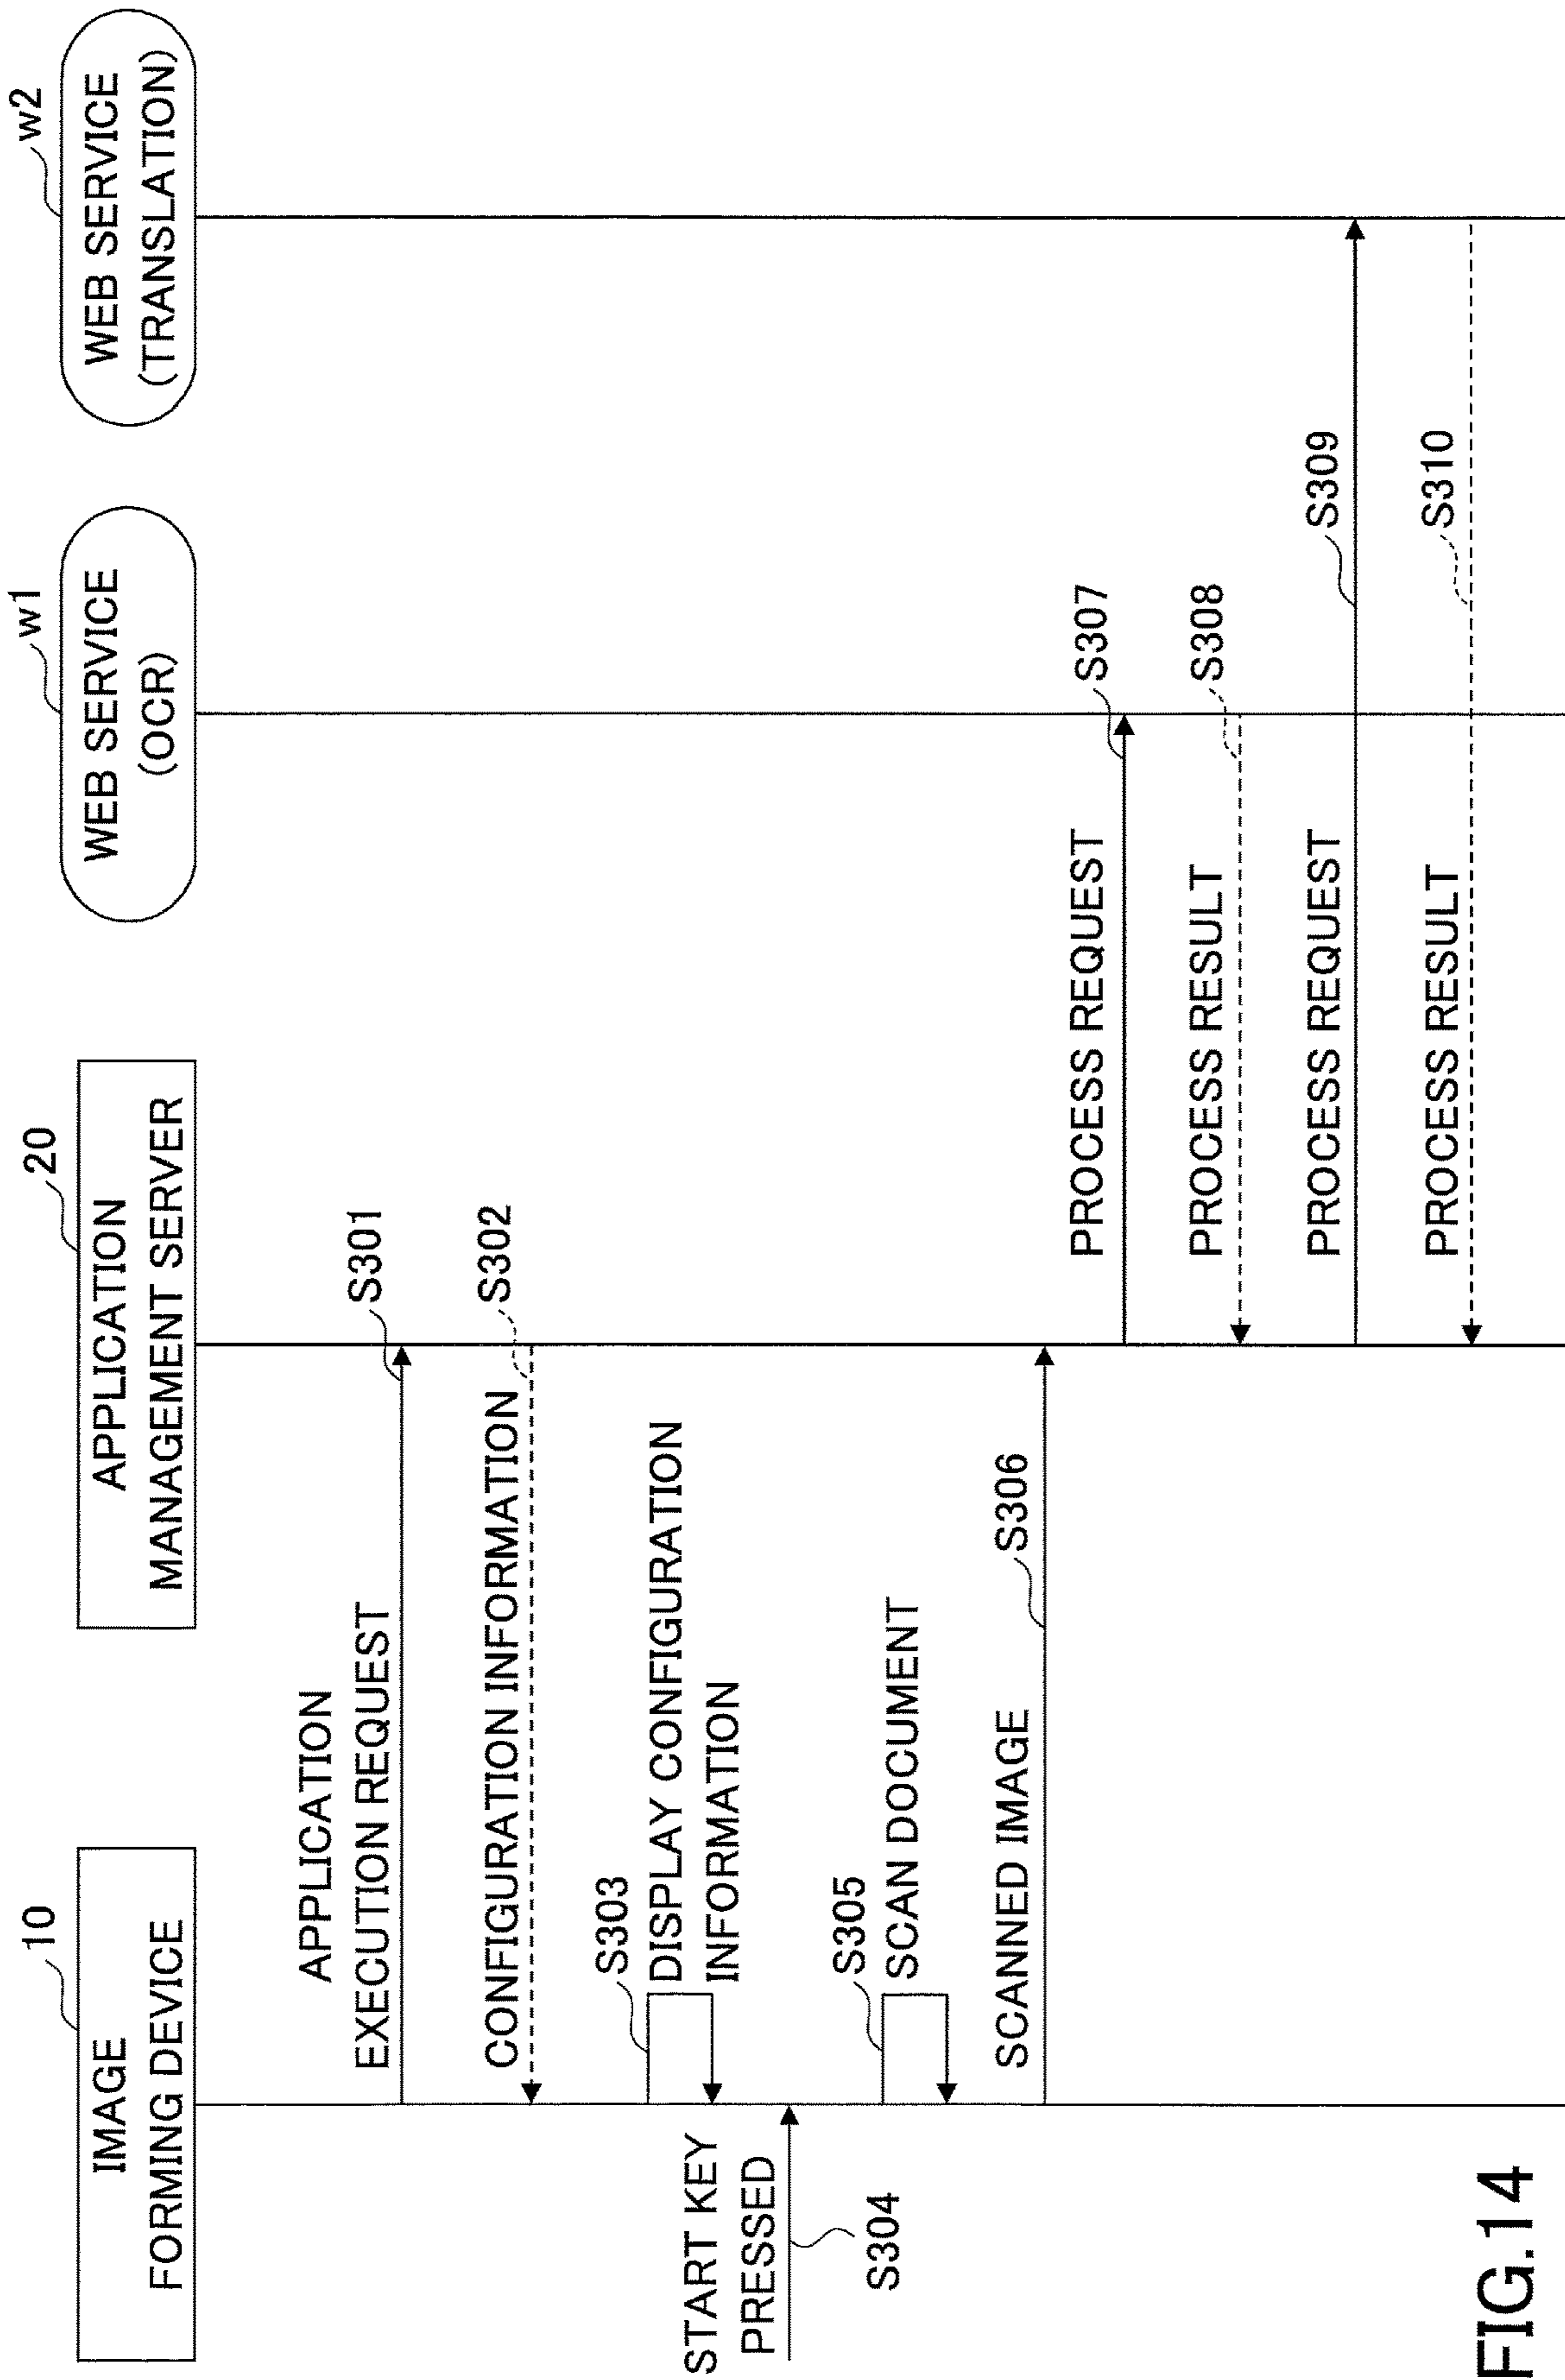 10
IMAGE
FORMING DEVICE
20
APPLICATION
MANAGEMENT SERVER
w1
WEB SERVICE
(OCR)
w2
WEB SERVICE
(TRANSLATION)
APPLICATION
EXECUTION REQUEST
S301
CONFIGURATION INFORMATION
S302
S303
DISPLAY CONFIGURATION
INFORMATION
START KEY
PRESSED
S304
S305
SCAN DOCUMENT
SCANNED IMAGE
S306
PROCESS REQUEST
S307
PROCESS RESULT
S308
PROCESS REQUEST
S309
PROCESS RESULT
S310
FIG.14